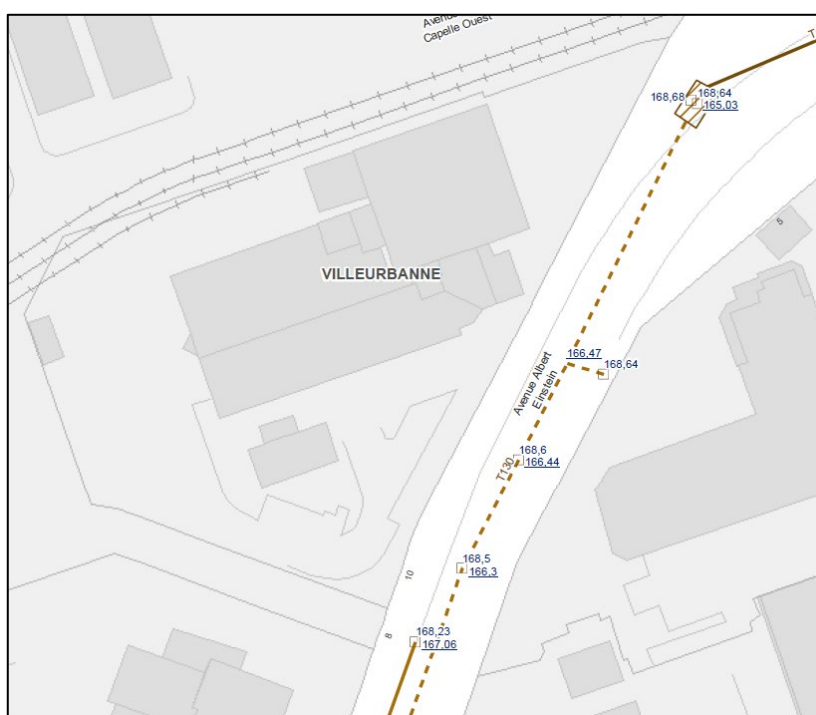 Avenue
Capelle Ouest
T
168,68
168,64
165,03
5
VILLEURBANNE
166,47
168,64
Avenue Albert
Einstein
168,6
166,44
T130
168,5
166,3
10
168,23
167,06
8